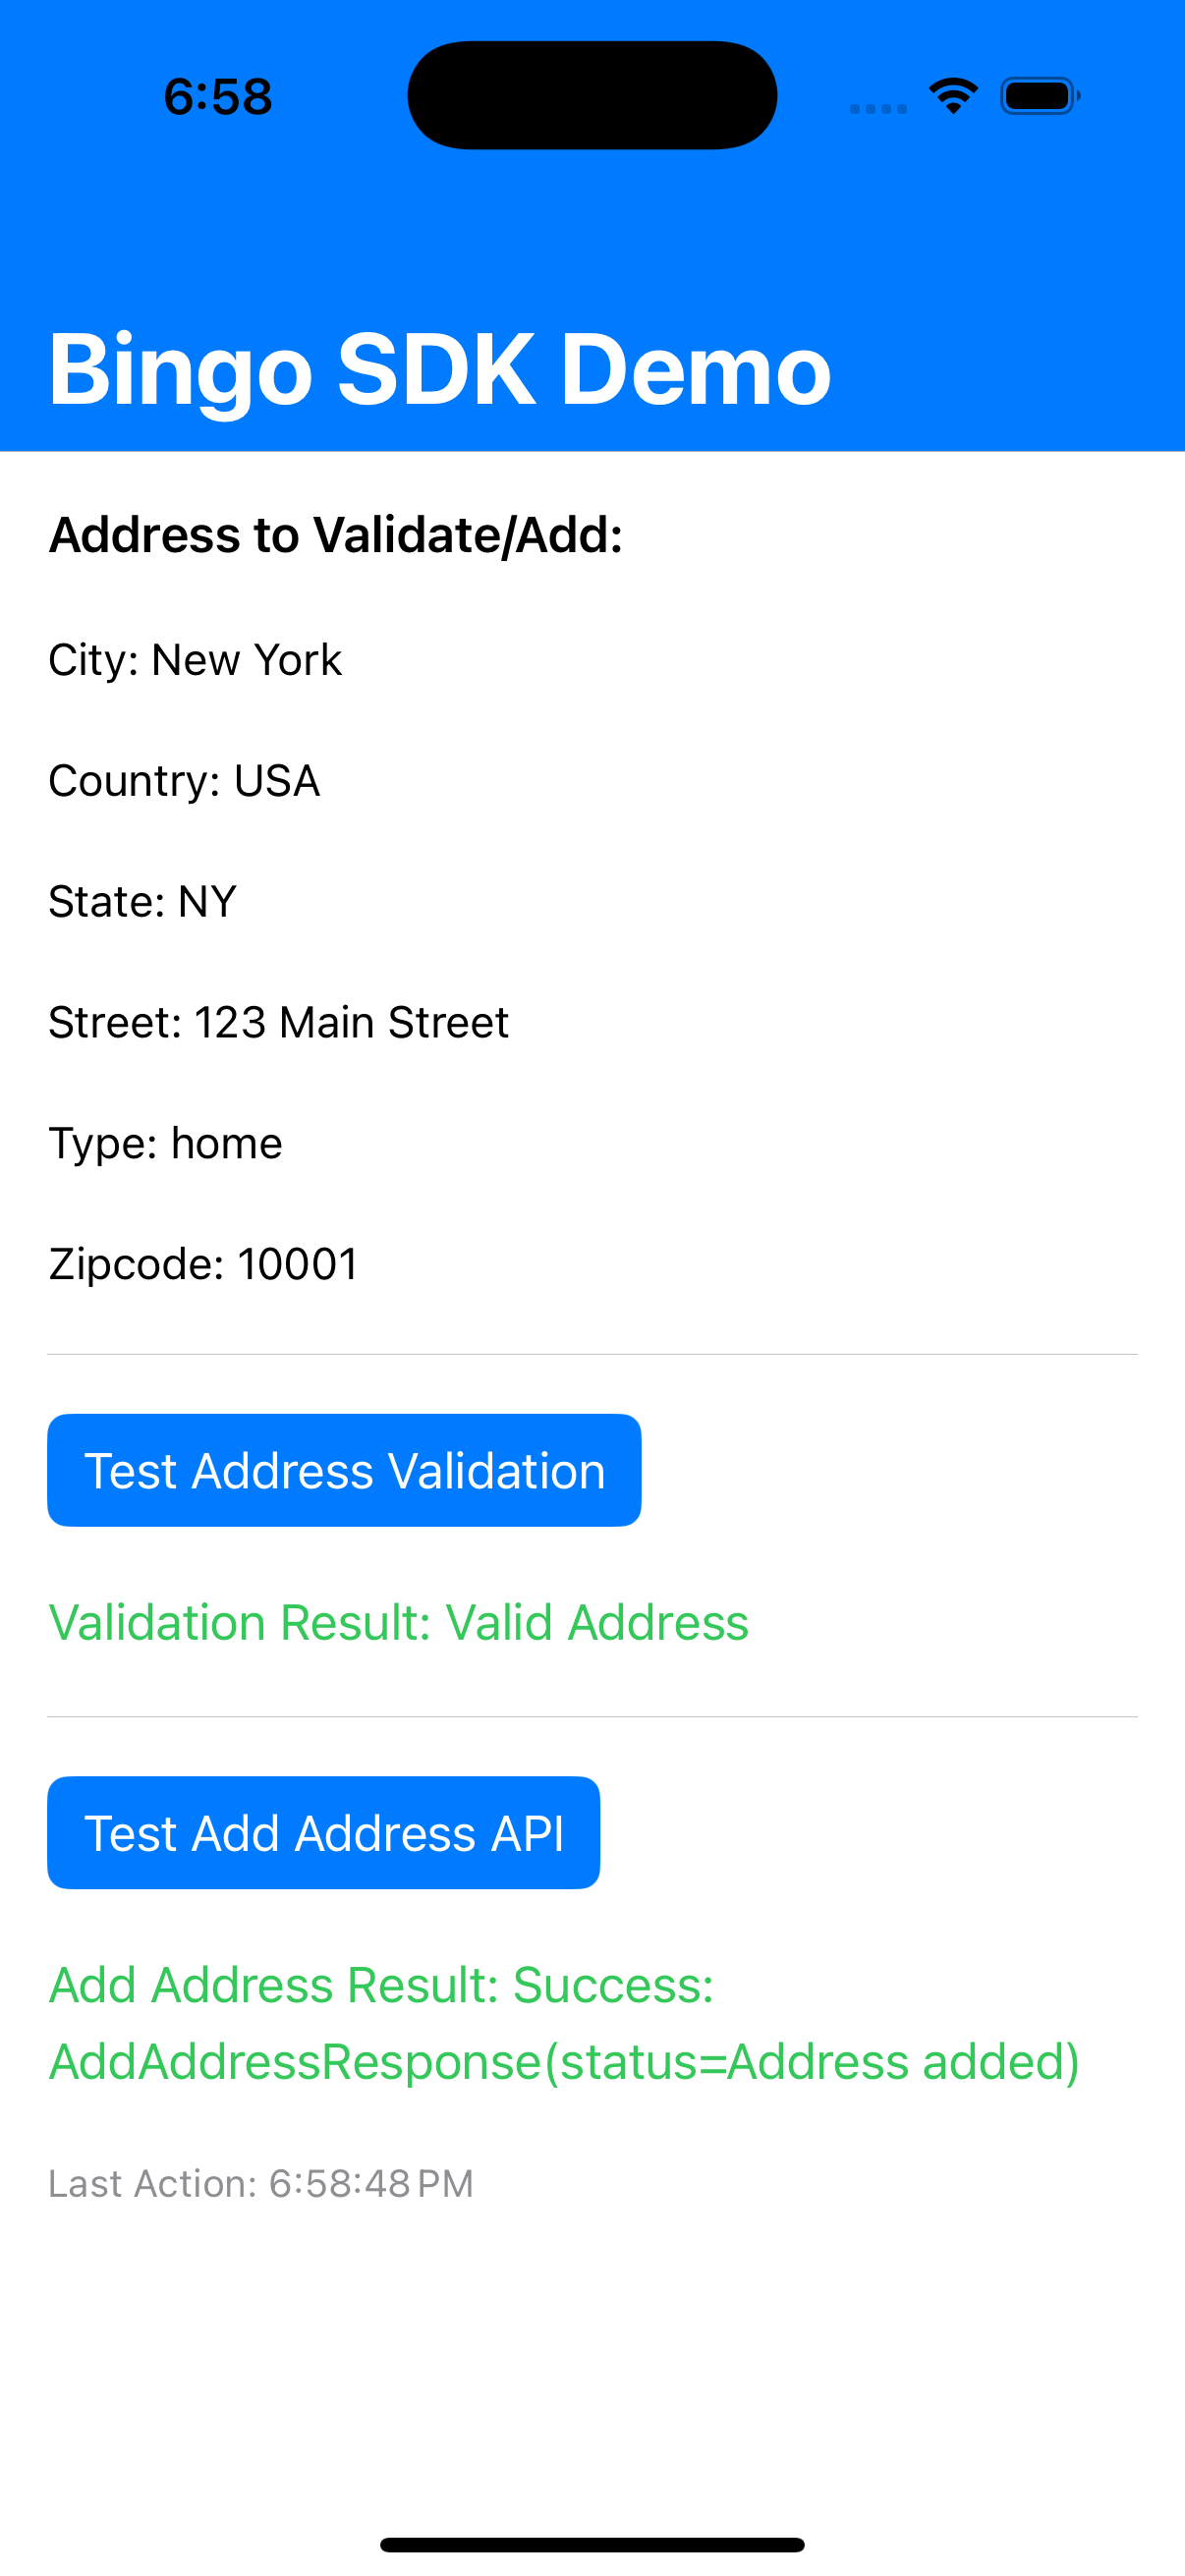 6:58
Bingo SDK Demo
Address to Validate/Add:
City: New York
Country: USA
State: NY
Street: 123 Main Street
Type: home
Zipcode: 10001
Test Address Validation
Validation Result: Valid Address
Test Add Address API
Add Address Result: Success:
AddAddressResponse(status=Address added)
Last Action: 6:58:48 PM